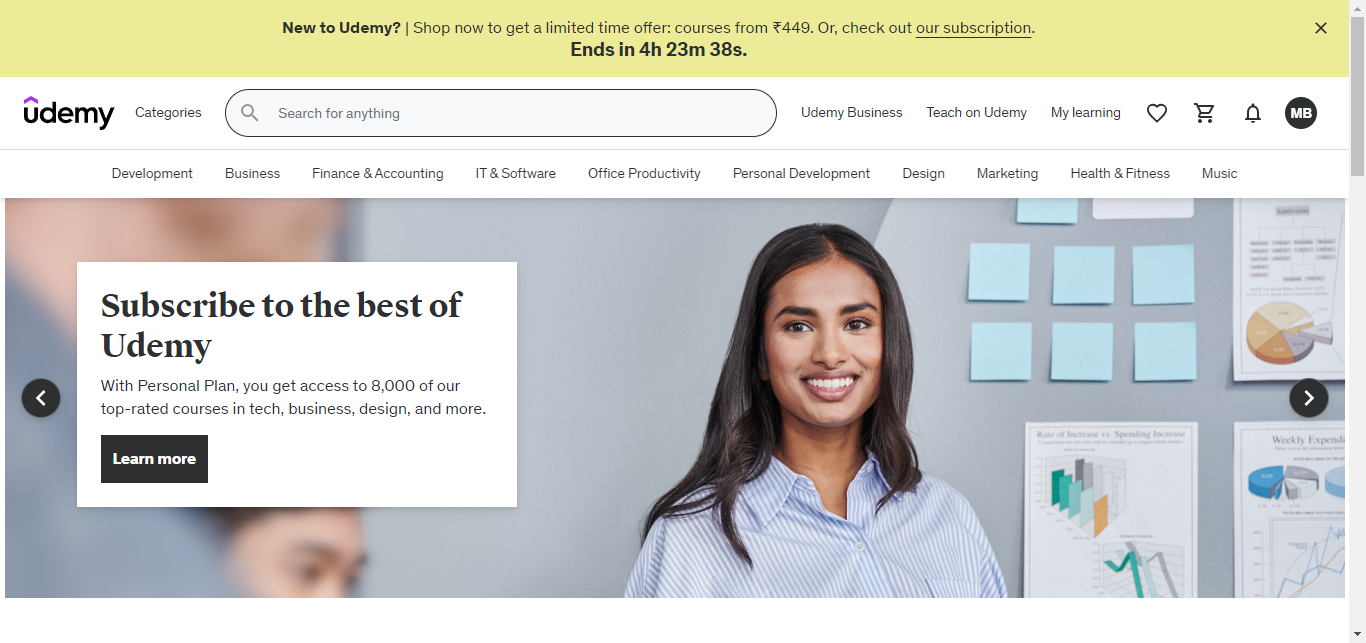 New to Udemy? | Shop now to get a limited time offer: courses from ₹449. Or, check out our subscription.
Ends in 4h 23m 38s.
udemy
Categories
Search for anything
Udemy Business
Teach on Udemy
My learning
MB
Development
Business
Finance & Accounting
IT & Software
Office Productivity
Personal Development
Design
Marketing
Health & Fitness
Music
Subscribe to the best of
Udemy
With Personal Plan, you get access to 8,000 of our
top-rated courses in tech, business, design, and more.
Learn more
Rate of Increase vs. Spending Increase
Weekly Expendi